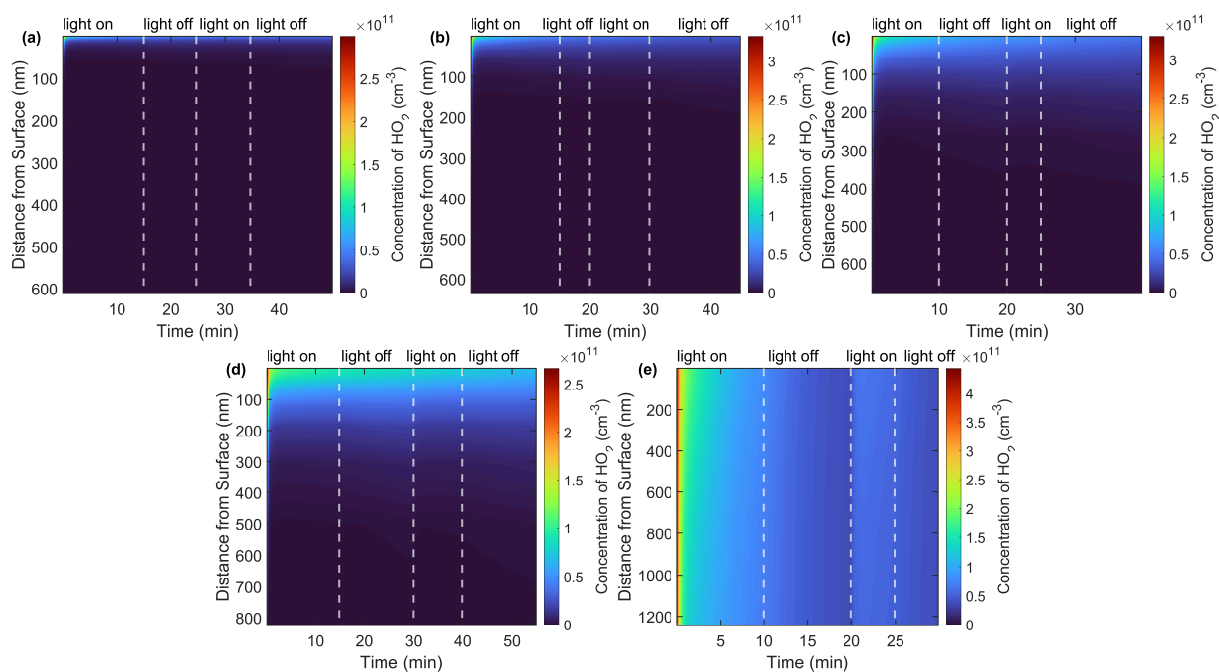 light on light off light on light off
×10^11
(a)
Distance from Surface (nm)
100
200
300
400
500
600
10 20 30 40
Time (min)
2.5
2
1.5
1
0.5
0
Concentration of HO2 (cm-3)
light on light off light on light off
×10^11
(b)
Distance from Surface (nm)
100
200
300
400
500
600
10 20 30 40
Time (min)
3
2.5
2
1.5
1
0.5
0
Concentration of HO2 (cm-3)
light on light off light on light off
×10^11
(c)
Distance from Surface (nm)
100
200
300
400
500
600
10 20 30
Time (min)
3
2.5
2
1.5
1
0.5
0
Concentration of HO2 (cm-3)
light on light off light on light off
×10^11
(d)
Distance from Surface (nm)
100
200
300
400
500
600
700
800
10 20 30 40 50
Time (min)
2.5
2
1.5
1
0.5
0
Concentration of HO2 (cm-3)
light on light off light on light off
×10^11
(e)
Distance from Surface (nm)
200
400
600
800
1000
1200
5 10 15 20 25
Time (min)
4
3.5
3
2.5
2
1.5
1
0.5
0
Concentration of HO2 (cm-3)